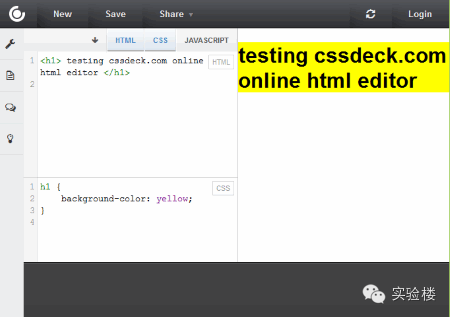 New Save Share Login
HTML CSS JAVASCRIPT
1 <h1> testing cssdeck.com online
html editor </h1>
HTML
2
testing cssdeck.com
online html editor
1 h1 {
CSS
2 background-color: yellow;
3 }
4
实验楼